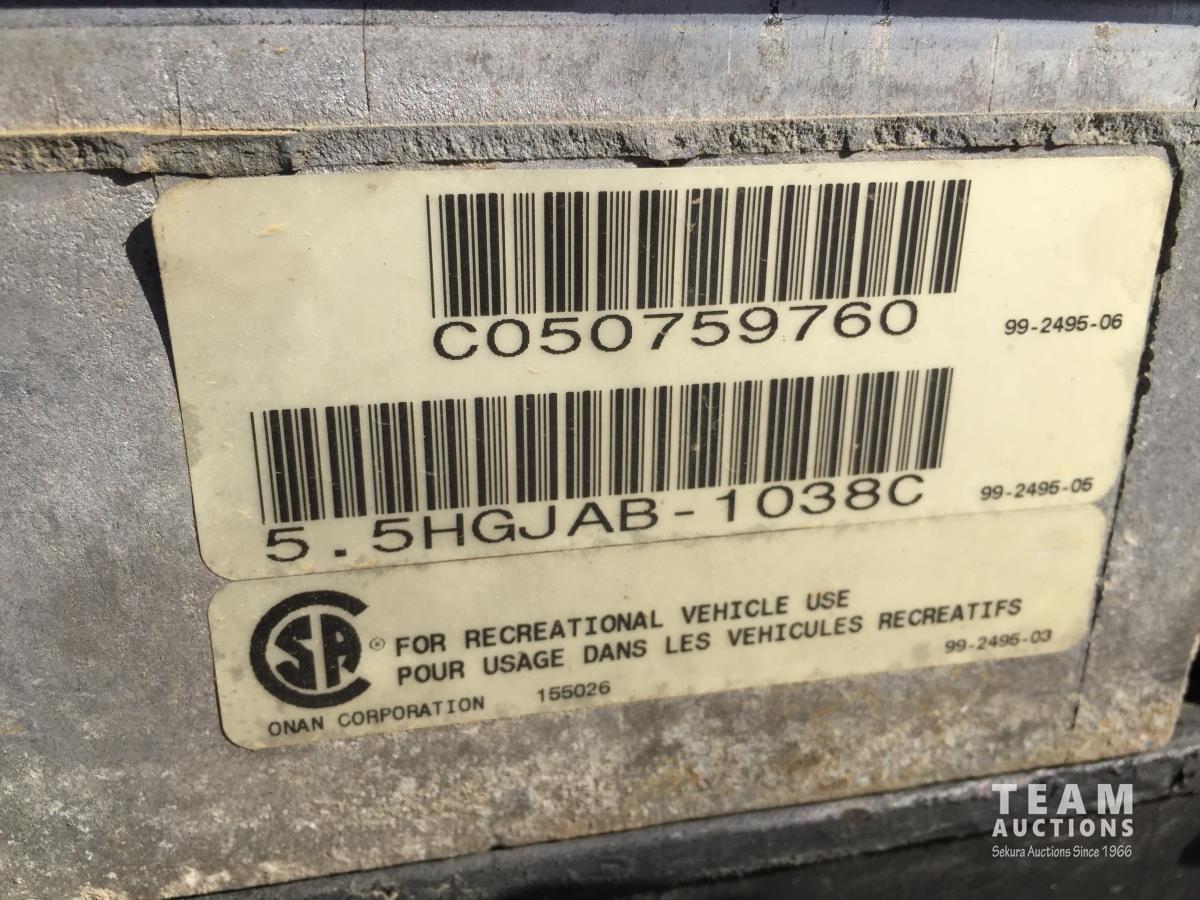 C050759760
99-2495-06
5.5HGJAB-1038C
99-2495-05
SA ® FOR RECREATIONAL VEHICLE USE
POUR USAGE DANS LES VEHICULES RECREATIFS
99-2495-03
ONAN CORPORATION 155026
TEAM
AUCTIONS
Sekura Auctions Since 1966